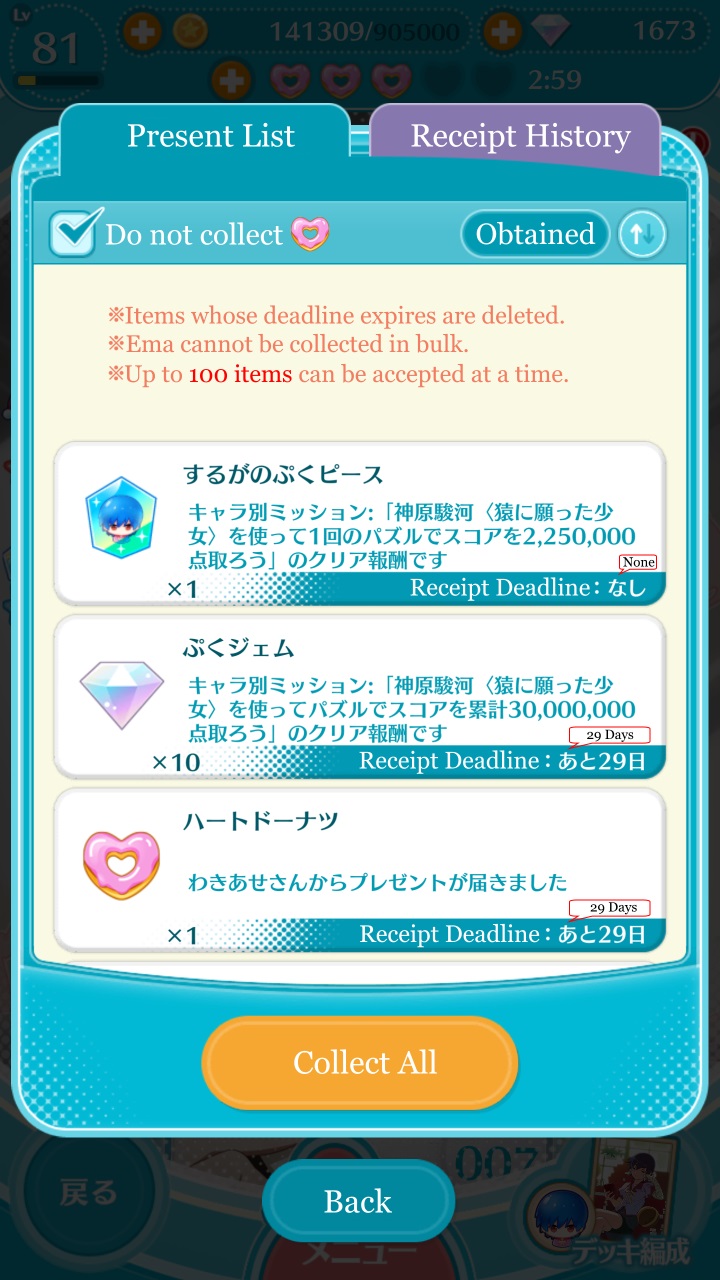 Lv
81
141309/905000
1673
2:59
Present List
Receipt History
Do not collect
Obtained
※Items whose deadline expires are deleted.
※Ema cannot be collected in bulk.
※Up to 100 items can be accepted at a time.
するがのぷくピース
キャラ別ミッション:「神原駿河〈猿に願った少
女〉を使って1回のパズルでスコアを2,250,000
点取ろう」のクリア報酬です
None
×1
Receipt Deadline：なし
ぷくジェム
キャラ別ミッション:「神原駿河〈猿に願った少
女〉を使ってパズルでスコアを累計30,000,000
点取ろう」のクリア報酬です
29 Days
×10
Receipt Deadline：あと29日
ハートドーナツ
わきあせさんからプレゼントが届きました
29 Days
×1
Receipt Deadline：あと29日
Collect All
007
戻る
Back
メニュー
デッキ編成